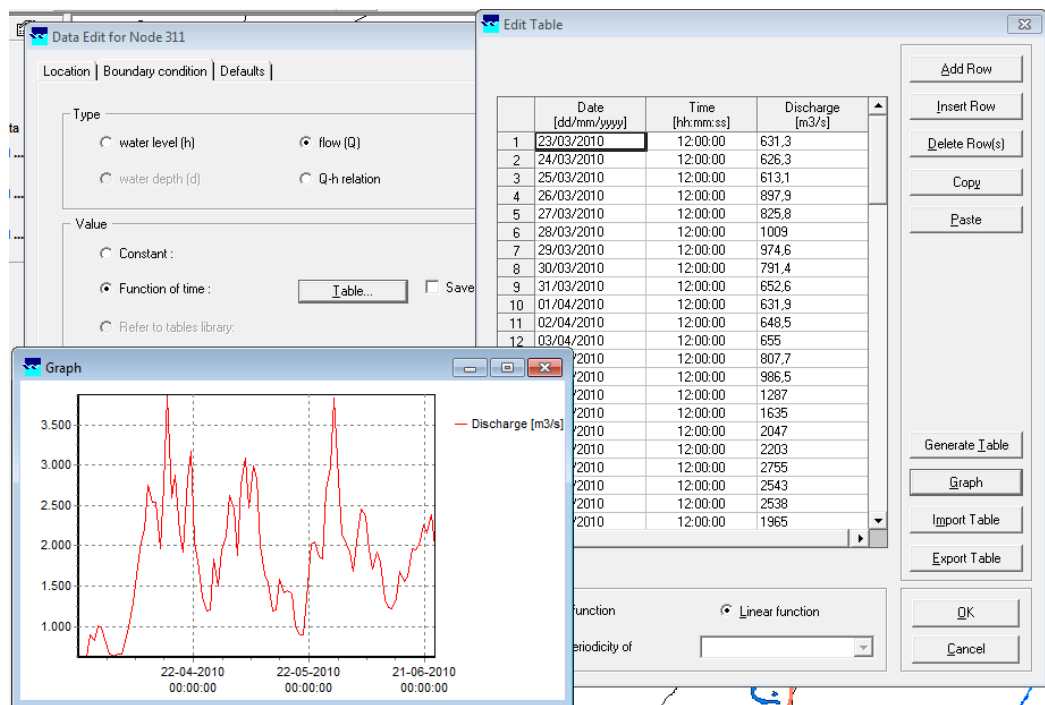 Data Edit for Node 311
Location
Boundary condition
Defaults
Type
water level (h)
flow (Q)
water depth (d)
Q-h relation
Value
Constant :
Function of time :
Table...
Save
Refer to tables library:
ta
Edit Table
Date [dd/mm/yyyy] Time [hh:mm:ss] Discharge [m3/s]
1 23/03/2010 12:00:00 631,3
2 24/03/2010 12:00:00 626,3
3 25/03/2010 12:00:00 613,1
4 26/03/2010 12:00:00 897,9
5 27/03/2010 12:00:00 825,8
6 28/03/2010 12:00:00 1009
7 29/03/2010 12:00:00 974,6
8 30/03/2010 12:00:00 791,4
9 31/03/2010 12:00:00 652,6
10 01/04/2010 12:00:00 631,9
11 02/04/2010 12:00:00 648,5
12 03/04/2010 12:00:00 655
/2010 12:00:00 807,7
/2010 12:00:00 986,5
/2010 12:00:00 1287
/2010 12:00:00 1635
/2010 12:00:00 2047
/2010 12:00:00 2203
/2010 12:00:00 2755
/2010 12:00:00 2543
/2010 12:00:00 2538
/2010 12:00:00 1965
Add Row
Insert Row
Delete Row(s)
Copy
Paste
Generate Table
Graph
Import Table
Export Table
function
Linear function
eriodicity of
OK
Cancel
Graph
Discharge [m3/s]
3.500
3.000
2.500
2.000
1.500
1.000
22-04-2010 22-05-2010 21-06-2010
00:00:00 00:00:00 00:00:00